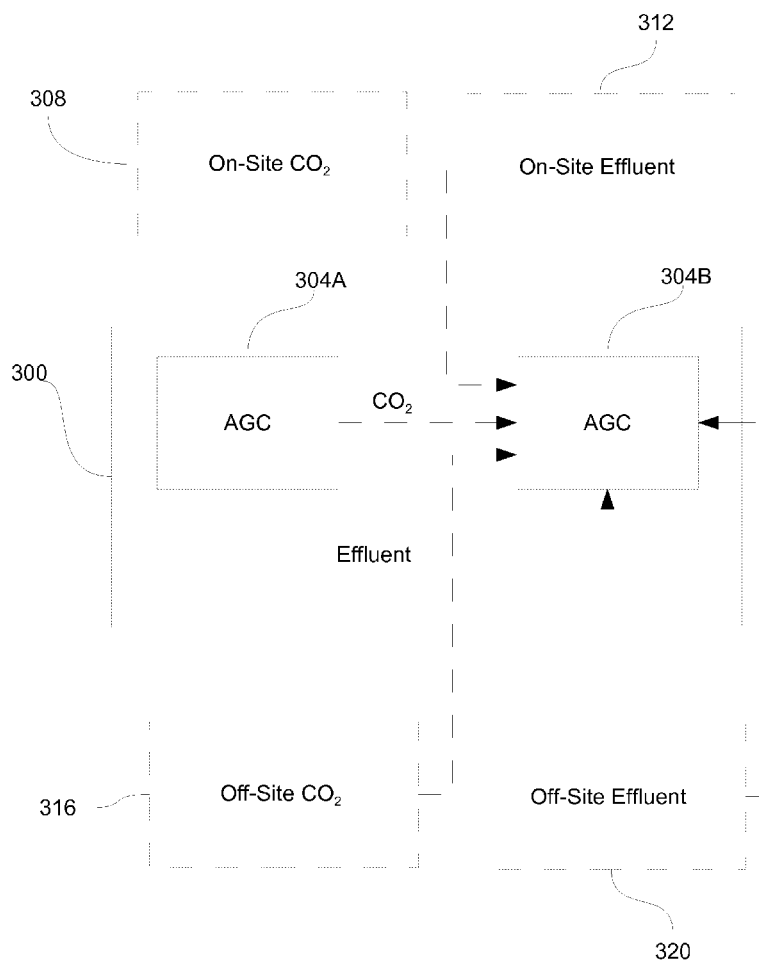 312
308
On-Site CO₂
On-Site Effluent
304A
304B
300
AGC
CO₂
AGC
Effluent
Off-Site CO₂
Off-Site Effluent
316
320